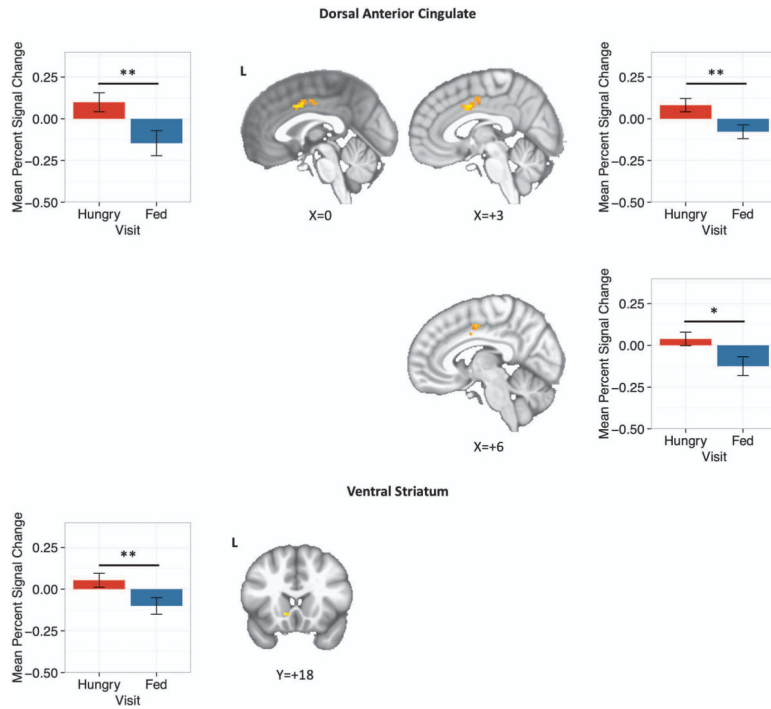 Dorsal Anterior Cingulate
Mean Percent Signal Change
0.25
0.00
−0.25
−0.50
**
Hungry Fed
Visit
L
X=0
X=+3
Mean Percent Signal Change
0.25
0.00
−0.25
−0.50
**
Hungry Fed
Visit
X=+6
Mean Percent Signal Change
0.25
0.00
−0.25
−0.50
*
Hungry Fed
Visit
Ventral Striatum
Mean Percent Signal Change
0.25
0.00
−0.25
−0.50
**
Hungry Fed
Visit
L
Y=+18